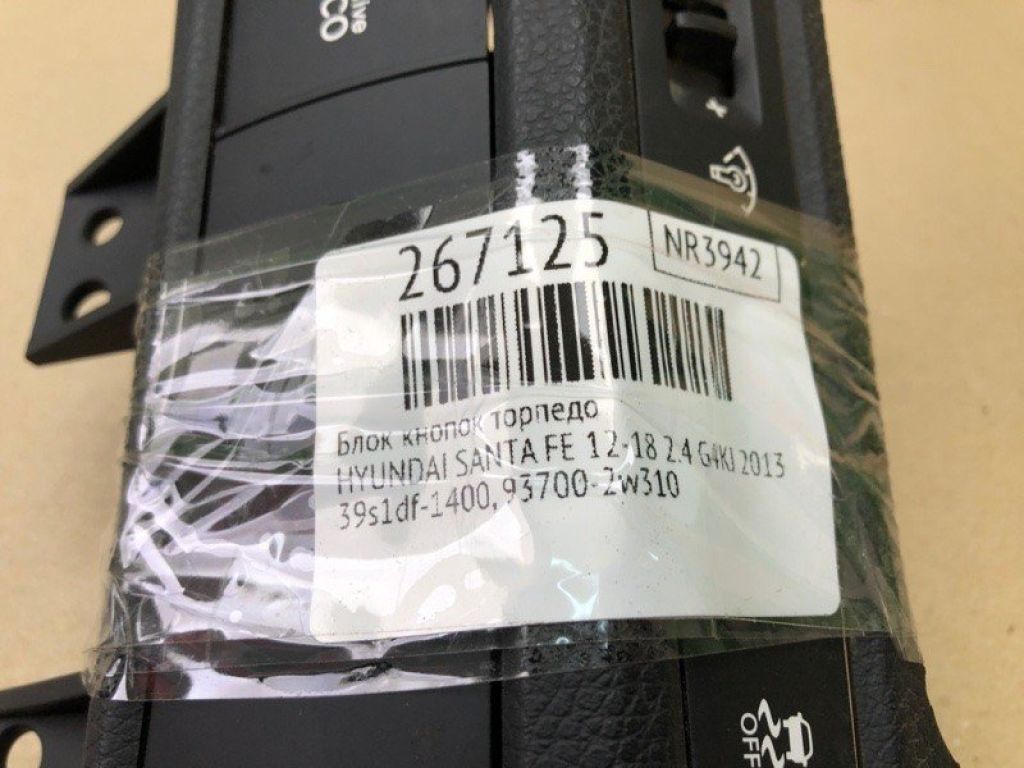 ive
CO
267125
NR3942
Блок кнопок торпедо
HYUNDAI SANTA FE 12-18 2.4 G4KJ 2013
39s1df-1400, 93700-2w310
OFF